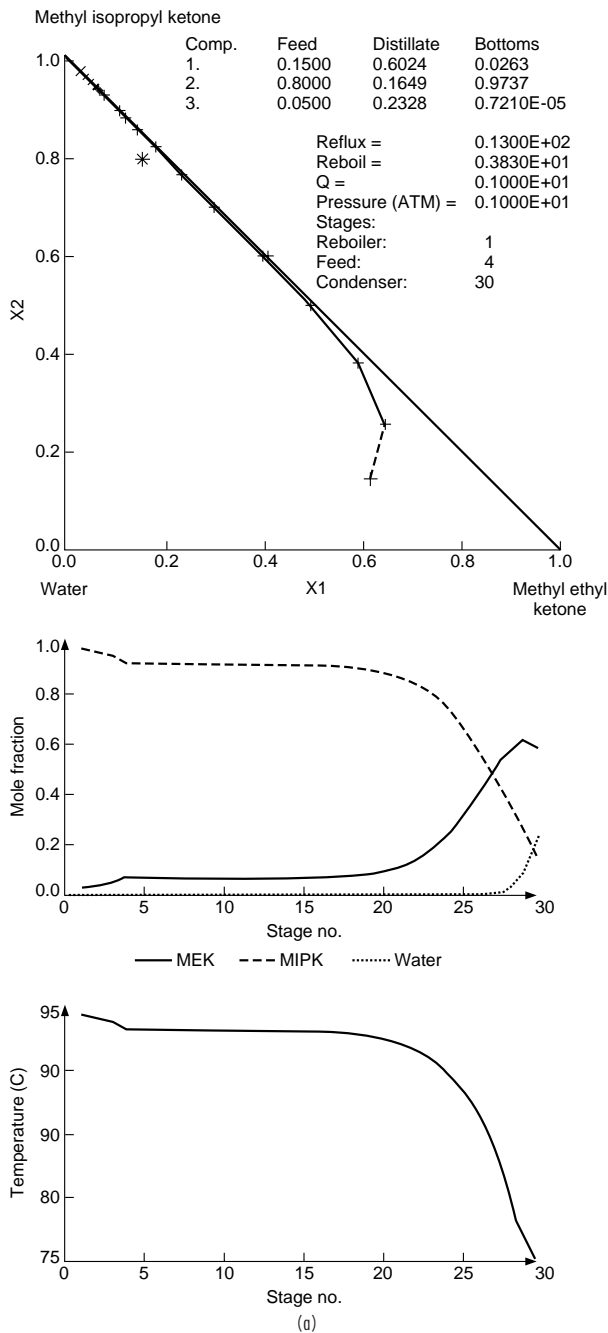 Methyl isopropyl ketone
Comp. Feed Distillate Bottoms
1. 0.1500 0.6024 0.0263
2. 0.8000 0.1649 0.9737
3. 0.0500 0.2328 0.7210E-05
Reflux = 0.1300E+02
Reboil = 0.3830E+01
Q = 0.1000E+01
Pressure (ATM) = 0.1000E+01
Stages:
Reboiler: 1
Feed: 4
Condenser: 30
1.0
0.8
0.6
X2
0.4
0.2
0.0
0.0 0.2 0.4 0.6 0.8 1.0
Water X1 Methyl ethyl
ketone
1.0
0.8
0.6
Mole fraction
0.4
0.2
0.0
0 5 10 15 20 25 30
Stage no.
MEK MIPK Water
95
90
Temperature (C)
90
80
75
0 5 10 15 20 25 30
Stage no.
(a)